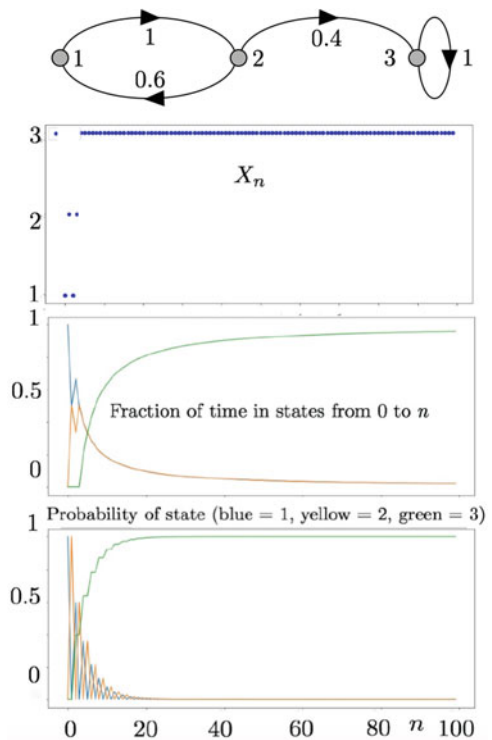 1
1 2 0.4 3 1
0.6
3
X_n
2
1
1
0.5
Fraction of time in states from 0 to n
0
Probability of state (blue = 1, yellow = 2, green = 3)
1
0.5
0
0 20 40 60 80 n 100